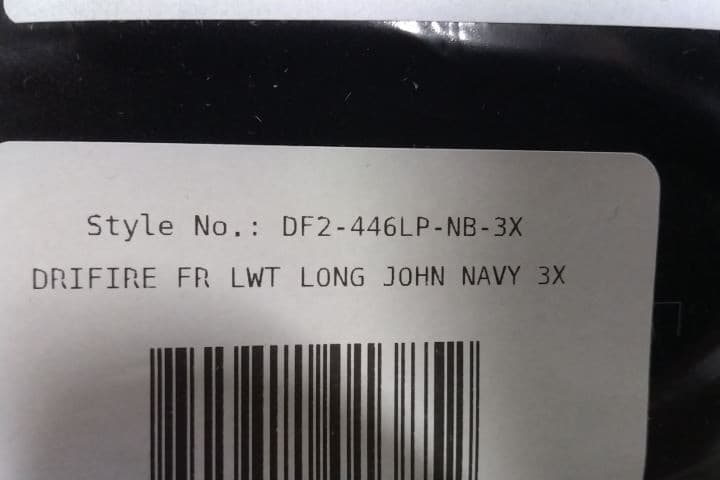 Style No.: DF2-446LP-NB-3X
DRIFIRE FR LWT LONG JOHN NAVY 3X